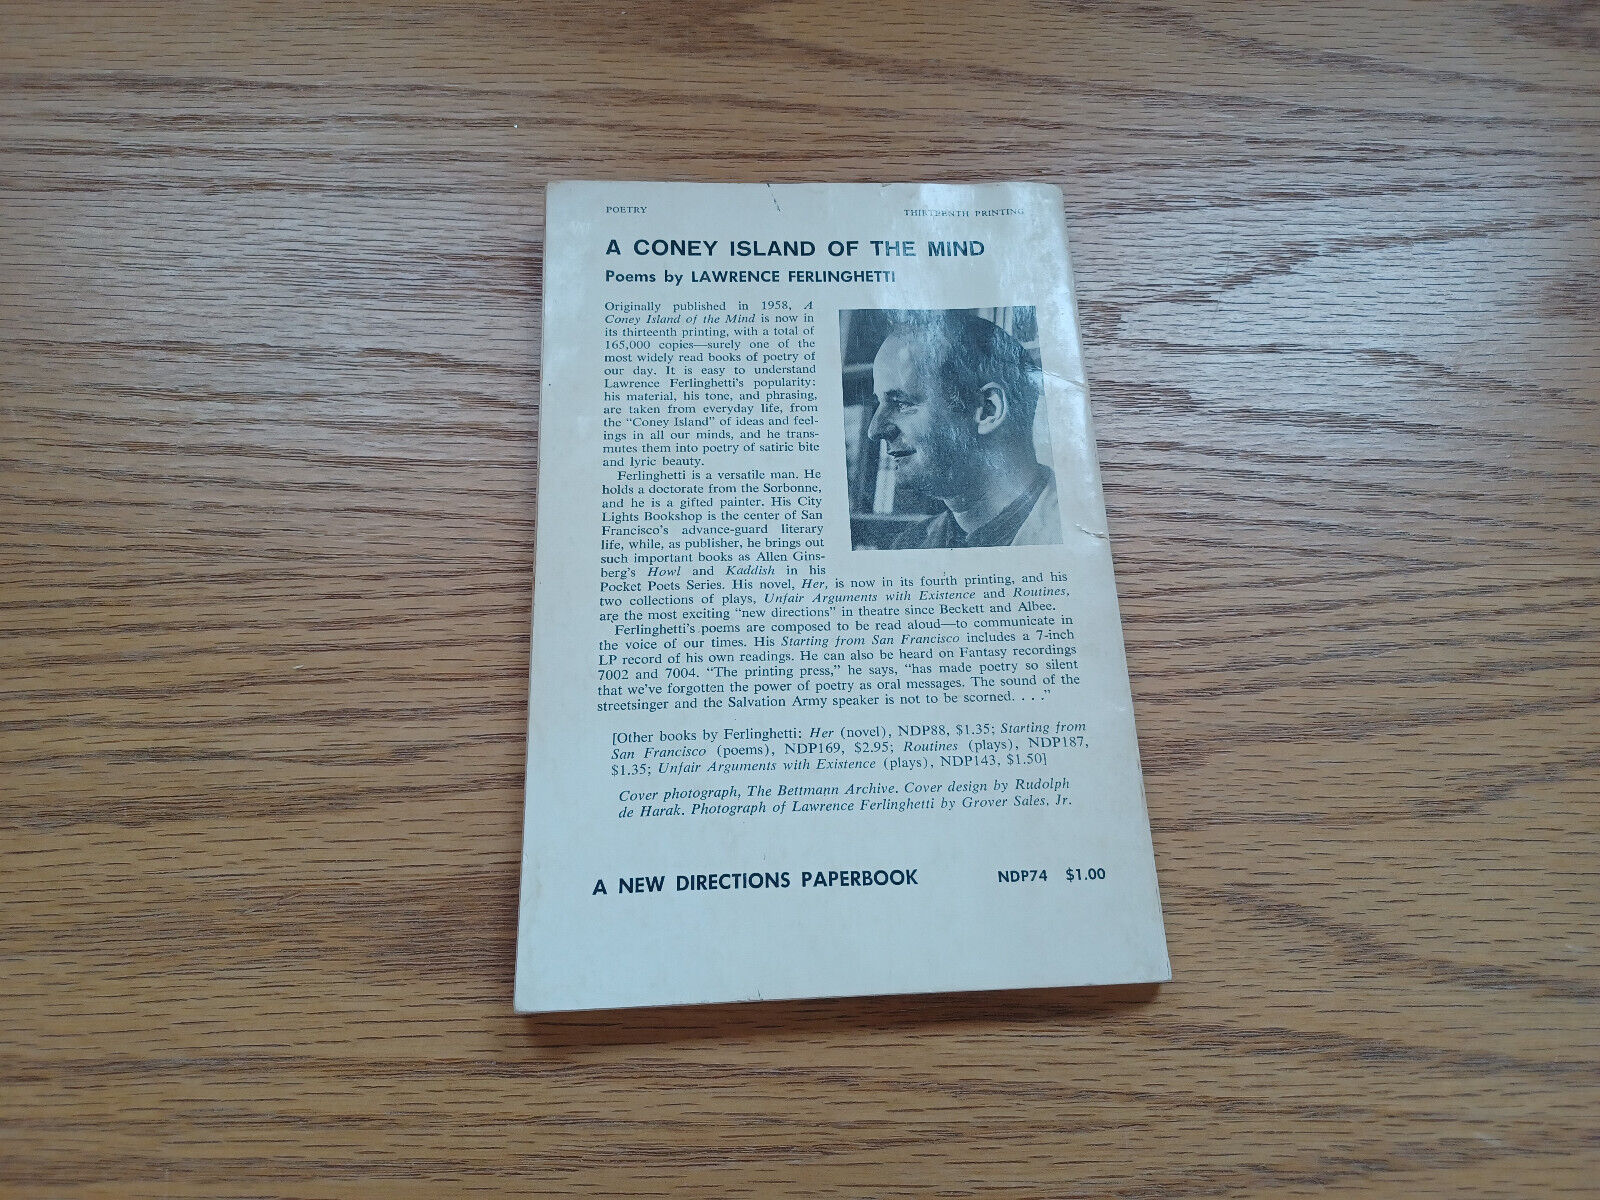 POETRY
THIRTEENTH PRINTING
A CONEY ISLAND OF THE MIND
Poems by LAWRENCE FERLINGHETTI
Originally published in 1958, A
Coney Island of the Mind is now in
its thirteenth printing, with a total of
165,000 copies—surely one of the
most widely read books of poetry of
our day. It is easy to understand
Lawrence Ferlinghetti's popularity:
his material, his tone, and phrasing,
are taken from everyday life, from
the "Coney Island" of ideas and feel-
ings in all our minds, and he trans-
mutes them into poetry of satiric bite
and lyric beauty.
Ferlinghetti is a versatile man. He
holds a doctorate from the Sorbonne,
and he is a gifted painter. His City
Lights Bookshop is the center of San
Francisco's advance-guard literary
life, while, as publisher, he brings out
such important books as Allen Gins-
berg's Howl and Kaddish in his
Pocket Poets Series. His novel, Her, is now in its fourth printing, and his
two collections of plays, Unfair Arguments with Existence and Routines,
are the most exciting "new directions" in theatre since Beckett and Albee.
Ferlinghetti's poems are composed to be read aloud—to communicate in
the voice of our times. His Starting from San Francisco includes a 7-inch
LP record of his own readings. He can also be heard on Fantasy recordings
7002 and 7004. "The printing press," he says, "has made poetry so silent
that we've forgotten the power of poetry as oral messages. The sound of the
streetsinger and the Salvation Army speaker is not to be scorned. . . ."
[Other books by Ferlinghetti: Her (novel), NDP88, $1.35; Starting from
San Francisco (poems), NDP169, $2.95; Routines (plays), NDP187,
$1.35; Unfair Arguments with Existence (plays), NDP143, $1.50]
Cover photograph, The Bettmann Archive. Cover design by Rudolph
de Harak. Photograph of Lawrence Ferlinghetti by Grover Sales, Jr.
A NEW DIRECTIONS PAPERBOOK
NDP74 $1.00